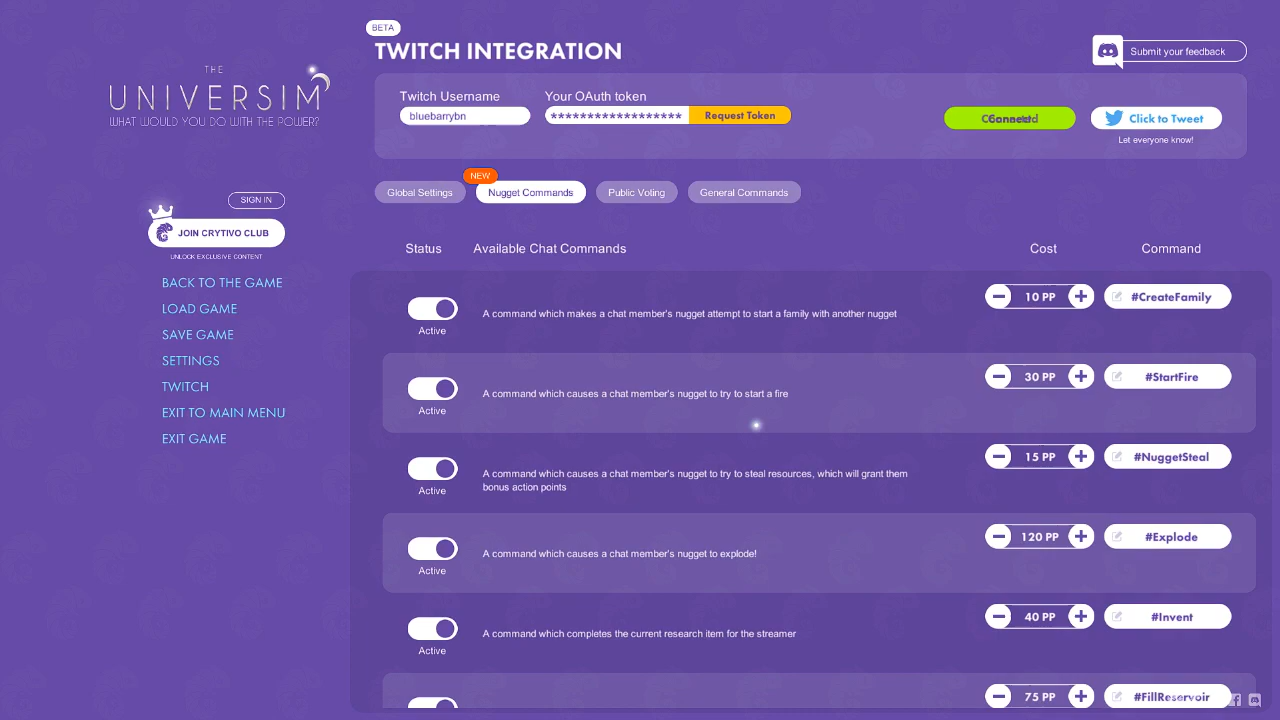 BETA
TWITCH INTEGRATION
Submit your feedback
THE
UNIVERSIM
WHAT WOULD YOU DO WITH THE POWER?
Twitch Username
Your OAuth token
bluebarrybn
******************
Request Token
Click to Tweet
Let everyone know!
NEW
Global Settings
Nugget Commands
Public Voting
General Commands
SIGN IN
JOIN CRYTIVO CLUB
UNLOCK EXCLUSIVE CONTENT
BACK TO THE GAME
LOAD GAME
SAVE GAME
SETTINGS
TWITCH
EXIT TO MAIN MENU
EXIT GAME
Status
Available Chat Commands
Cost
Command
Active
A command which makes a chat member's nugget attempt to start a family with another nugget
10 PP
#CreateFamily
Active
A command which causes a chat member's nugget to try to start a fire
30 PP
#StartFire
Active
A command which causes a chat member's nugget to try to steal resources, which will grant them
bonus action points
15 PP
#NuggetSteal
Active
A command which causes a chat member's nugget to explode!
120 PP
#Explode
Active
A command which completes the current research item for the streamer
40 PP
#Invent
75 PP
#FillReservoir